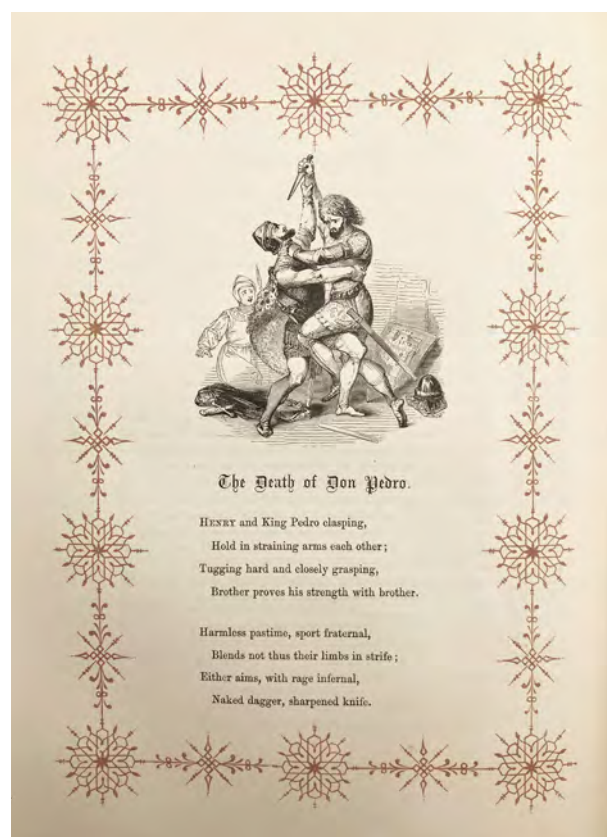 The Death of Don Pedro.
HENRY and King Pedro clasping,
Hold in straining arms each other;
Tugging hard and closely grasping,
Brother proves his strength with brother.
Harmless pastime, sport fraternal,
Blends not thus their limbs in strife;
Either aims, with rage infernal,
Naked dagger, sharpened knife.